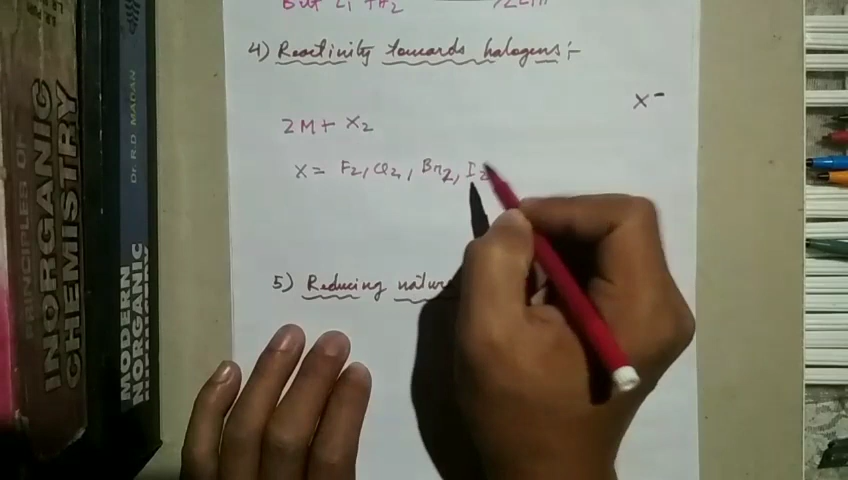 4) Reactivity towards halogens :-
X⁻
2M + X₂
X = F₂, Cl₂, Br₂, I₂
5) Reducing natur
PRINCIPLES OF
INORGANIC
CHEMISTRY
Dr. R.D MADAN
MODERN
INORGANIC